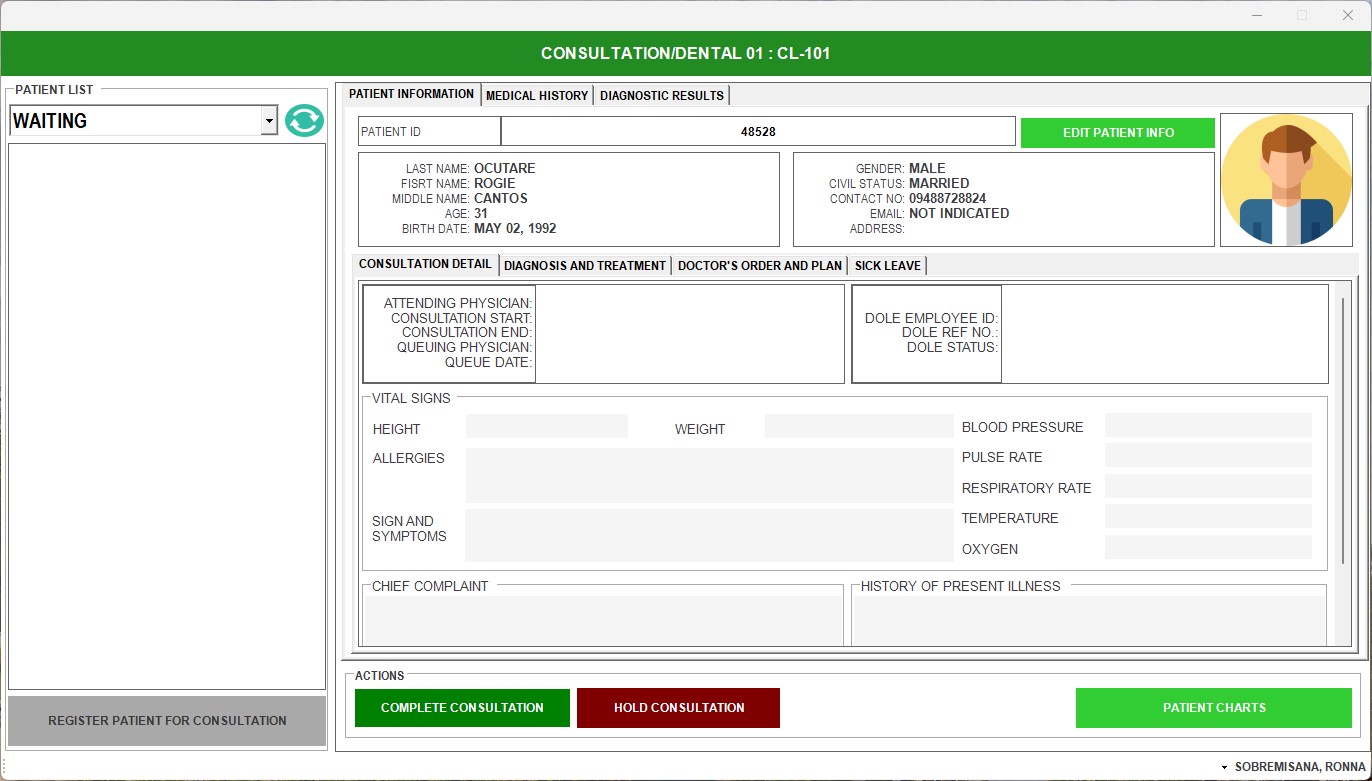 CONSULTATION/DENTAL 01 : CL-101
PATIENT LIST
WAITING
REGISTER PATIENT FOR CONSULTATION
PATIENT INFORMATION
MEDICAL HISTORY
DIAGNOSTIC RESULTS
PATIENT ID
48528
EDIT PATIENT INFO
LAST NAME: OCUTARE
FISRT NAME: ROGIE
MIDDLE NAME: CANTOS
AGE: 31
BIRTH DATE: MAY 02, 1992
GENDER: MALE
CIVIL STATUS: MARRIED
CONTACT NO: 09488728824
EMAIL: NOT INDICATED
ADDRESS:
CONSULTATION DETAIL
DIAGNOSIS AND TREATMENT
DOCTOR'S ORDER AND PLAN
SICK LEAVE
ATTENDING PHYSICIAN:
CONSULTATION START:
CONSULTATION END:
QUEUING PHYSICIAN:
QUEUE DATE:
DOLE EMPLOYEE ID:
DOLE REF NO.:
DOLE STATUS:
VITAL SIGNS
HEIGHT
WEIGHT
ALLERGIES
SIGN AND
SYMPTOMS
BLOOD PRESSURE
PULSE RATE
RESPIRATORY RATE
TEMPERATURE
OXYGEN
CHIEF COMPLAINT
HISTORY OF PRESENT ILLNESS
ACTIONS
COMPLETE CONSULTATION
HOLD CONSULTATION
PATIENT CHARTS
SOBREMISANA, RONNA